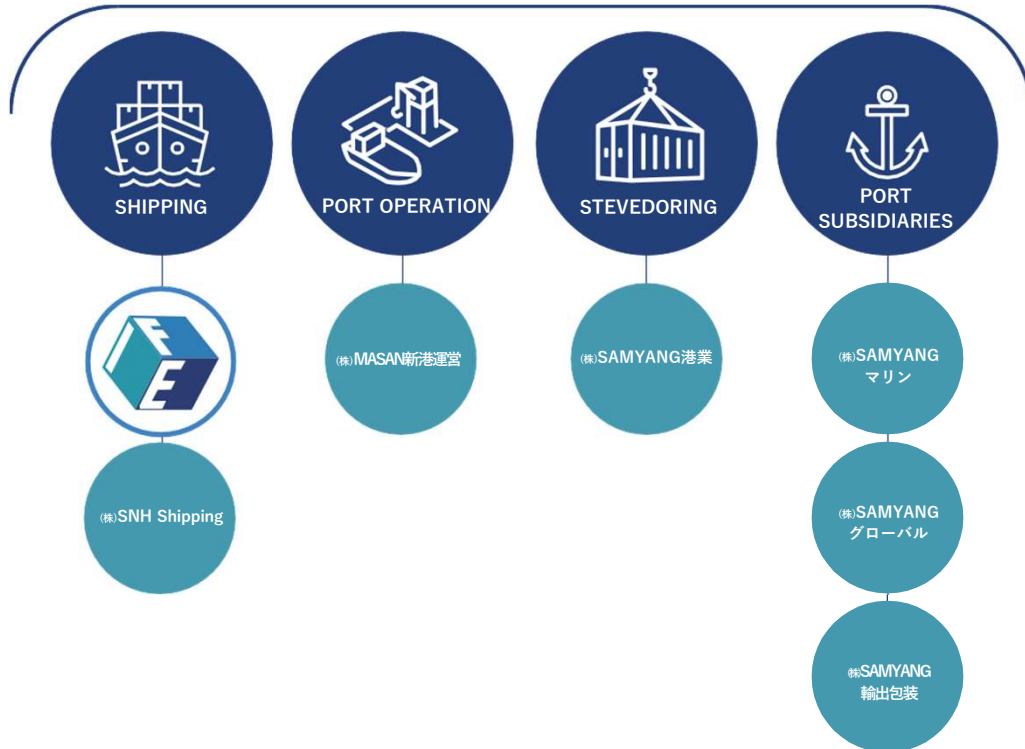 SHIPPING
PORT OPERATION
STEVEDORING
PORT
SUBSIDIARIES
FE
㈱MASAN新港運営
㈱SAMYANG港業
㈱SAMYANG
マリン
㈱SNH Shipping
㈱SAMYANG
グローバル
㈱SAMYANG
輸出包装